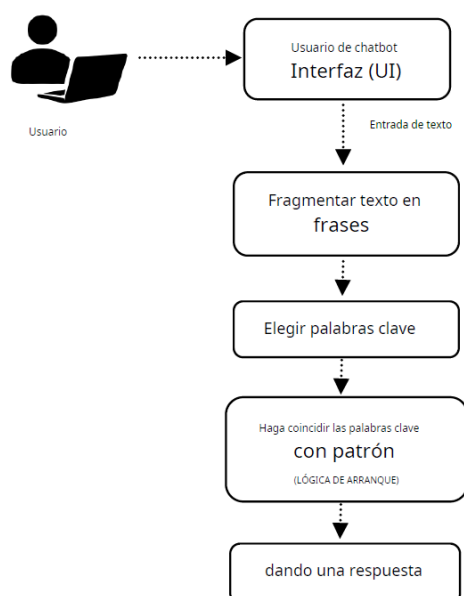 Usuario de chatbot
Interfaz (UI)
Usuario
Entrada de texto
Fragmentar texto en
frases
Elegir palabras clave
Haga coincidir las palabras clave
con patrón
(LÓGICA DE ARRANQUE)
dando una respuesta